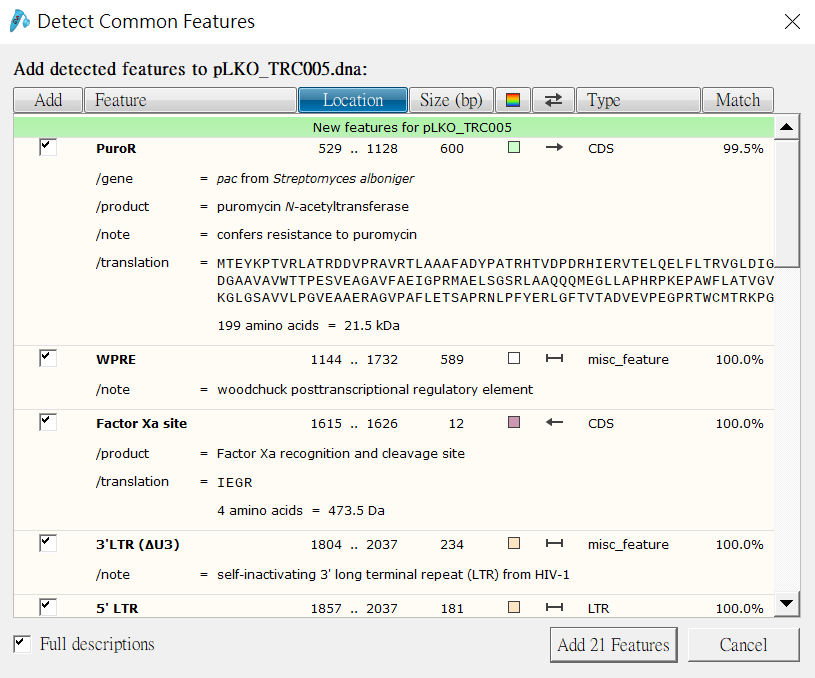 Detect Common Features
Add detected features to pLKO_TRC005.dna:
Add Feature Location Size (bp) Type Match
New features for pLKO_TRC005
PuroR 529 .. 1128 600 CDS 99.5%
/gene = pac from Streptomyces alboniger
/product = puromycin N-acetyltransferase
/note = confers resistance to puromycin
/translation = MTEYKPTVRLATRDDVPRAVRTLAAAFADYPATRHTVDPDRHIERVTELQELFLTRVGLDIG
DGAAVAVWTTPESVEAGAVFAEIGPRMAELSGSRLAAQQQMEGLLAPHRPKEPAWFLATVGV
KGLGSAVVLPGVEAAERAGVPAFLETSAPRNLPFYERLGFTVTADVEVPEGPRTWCMTRKPG
199 amino acids = 21.5 kDa
WPRE 1144 .. 1732 589 misc_feature 100.0%
/note = woodchuck posttranscriptional regulatory element
Factor Xa site 1615 .. 1626 12 CDS 100.0%
/product = Factor Xa recognition and cleavage site
/translation = IEGR
4 amino acids = 473.5 Da
3'LTR (ΔU3) 1804 .. 2037 234 misc_feature 100.0%
/note = self-inactivating 3' long terminal repeat (LTR) from HIV-1
5' LTR 1857 .. 2037 181 LTR 100.0%
Full descriptions Add 21 Features Cancel